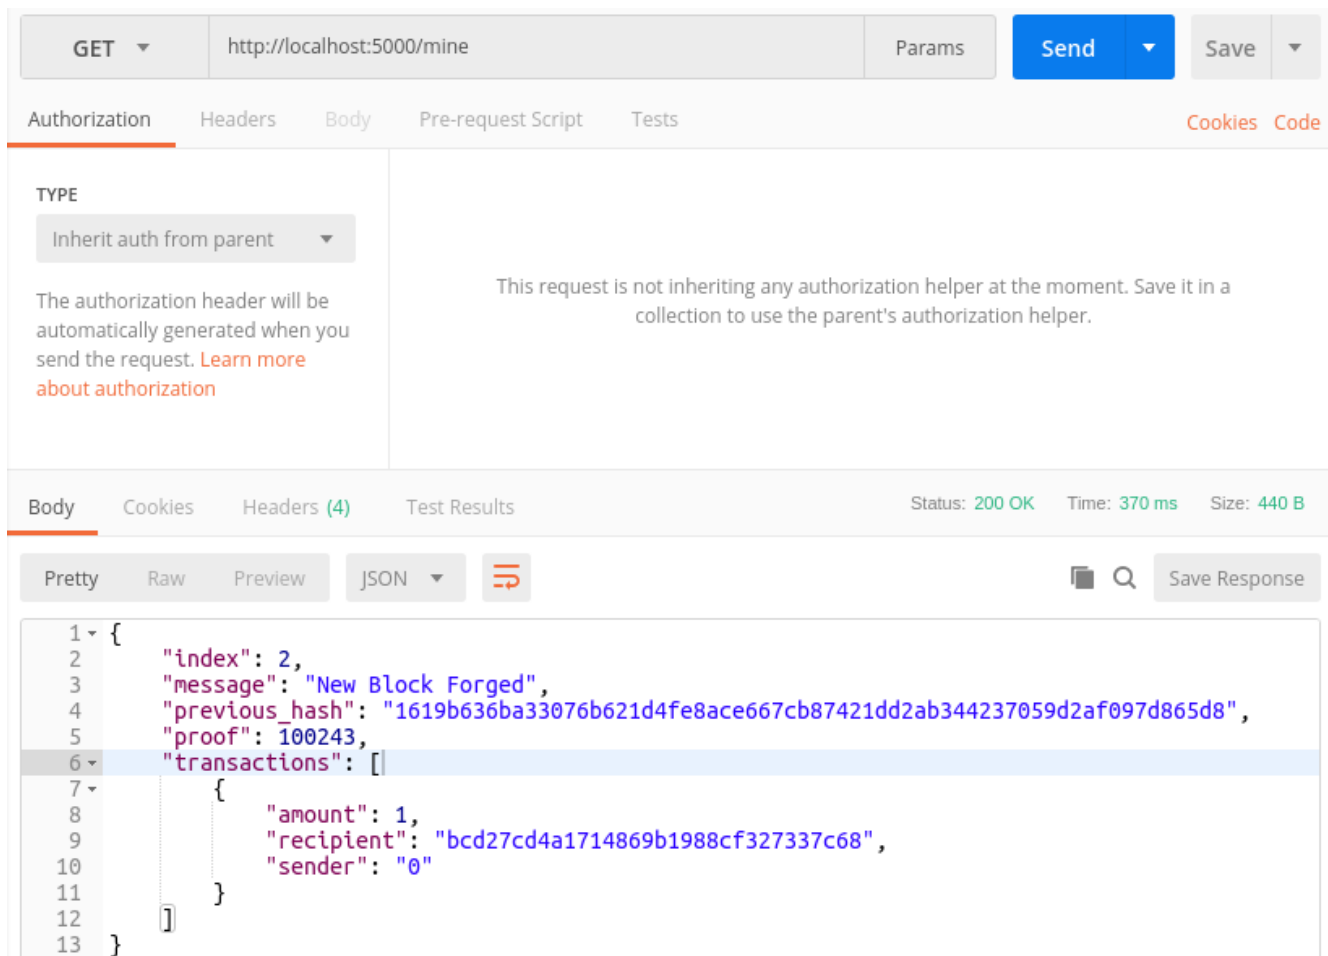 GET http://localhost:5000/mine Params Send Save
Authorization Headers Body Pre-request Script Tests Cookies Code
TYPE
Inherit auth from parent
The authorization header will be
automatically generated when you
send the request. Learn more
about authorization
This request is not inheriting any authorization helper at the moment. Save it in a
collection to use the parent's authorization helper.
Body Cookies Headers (4) Test Results Status: 200 OK Time: 370 ms Size: 440 B
Pretty Raw Preview JSON Save Response
1 {
2 "index": 2,
3 "message": "New Block Forged",
4 "previous_hash": "1619b636ba33076b621d4fe8ace667cb87421dd2ab344237059d2af097d865d8",
5 "proof": 100243,
6 "transactions": [
7 {
8 "amount": 1,
9 "recipient": "bcd27cd4a1714869b1988cf327337c68",
10 "sender": "0"
11 }
12 ]
13 }